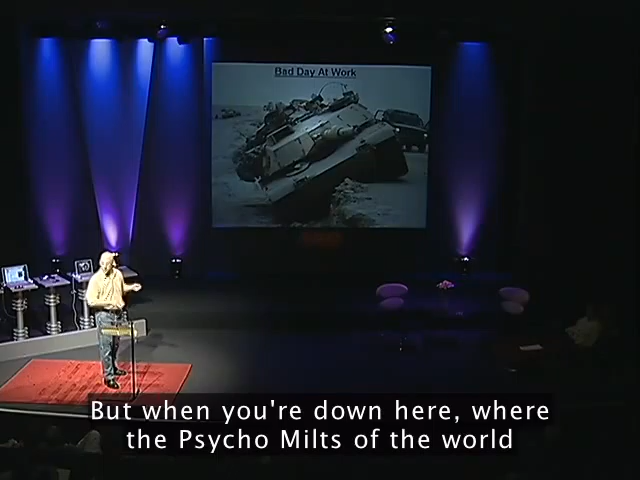 Bad Day At Work
But when you're down here, where
the Psycho Milts of the world